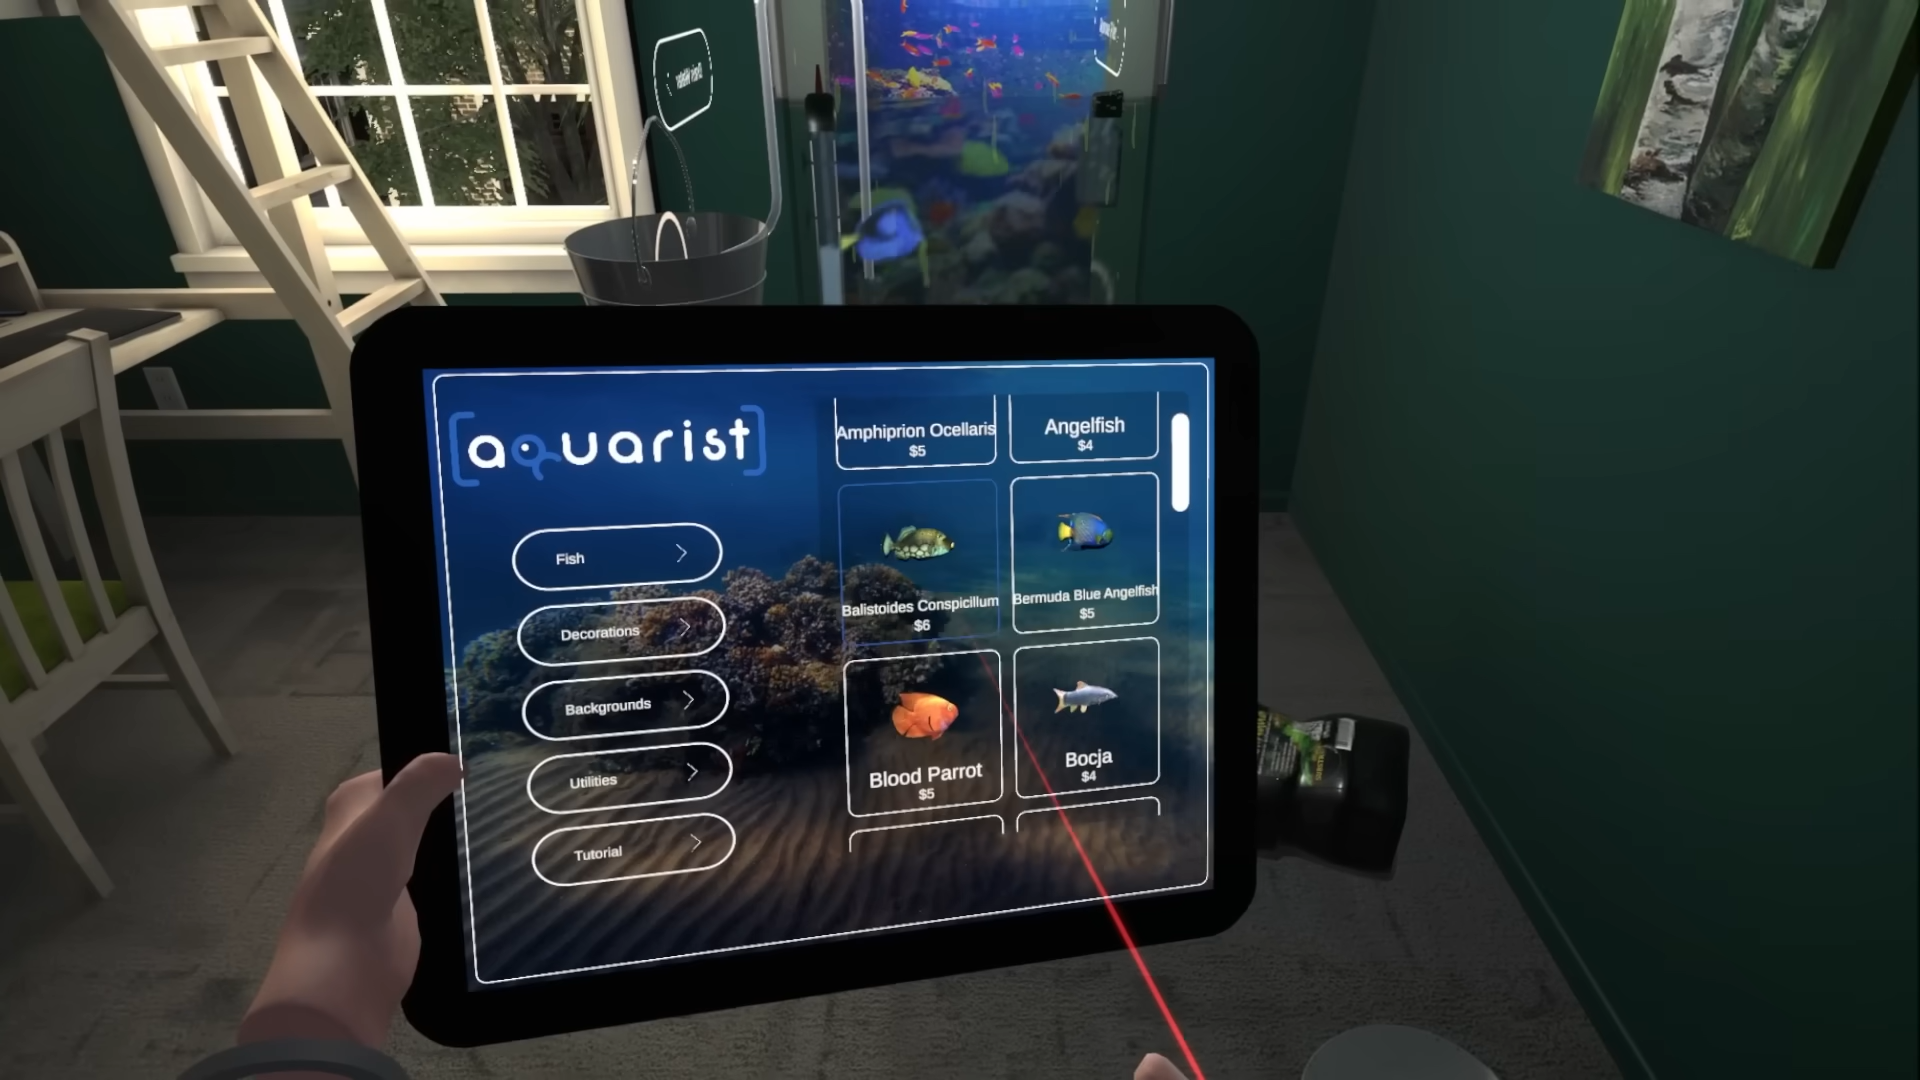 [aquarist]
Fish
Decorations
Backgrounds
Utilities
Tutorial
Amphiprion Ocellaris
$5
Angelfish
$4
Balistoides Conspicillum
$6
Bermuda Blue Angelfish
$5
Blood Parrot
$5
Bocja
$4